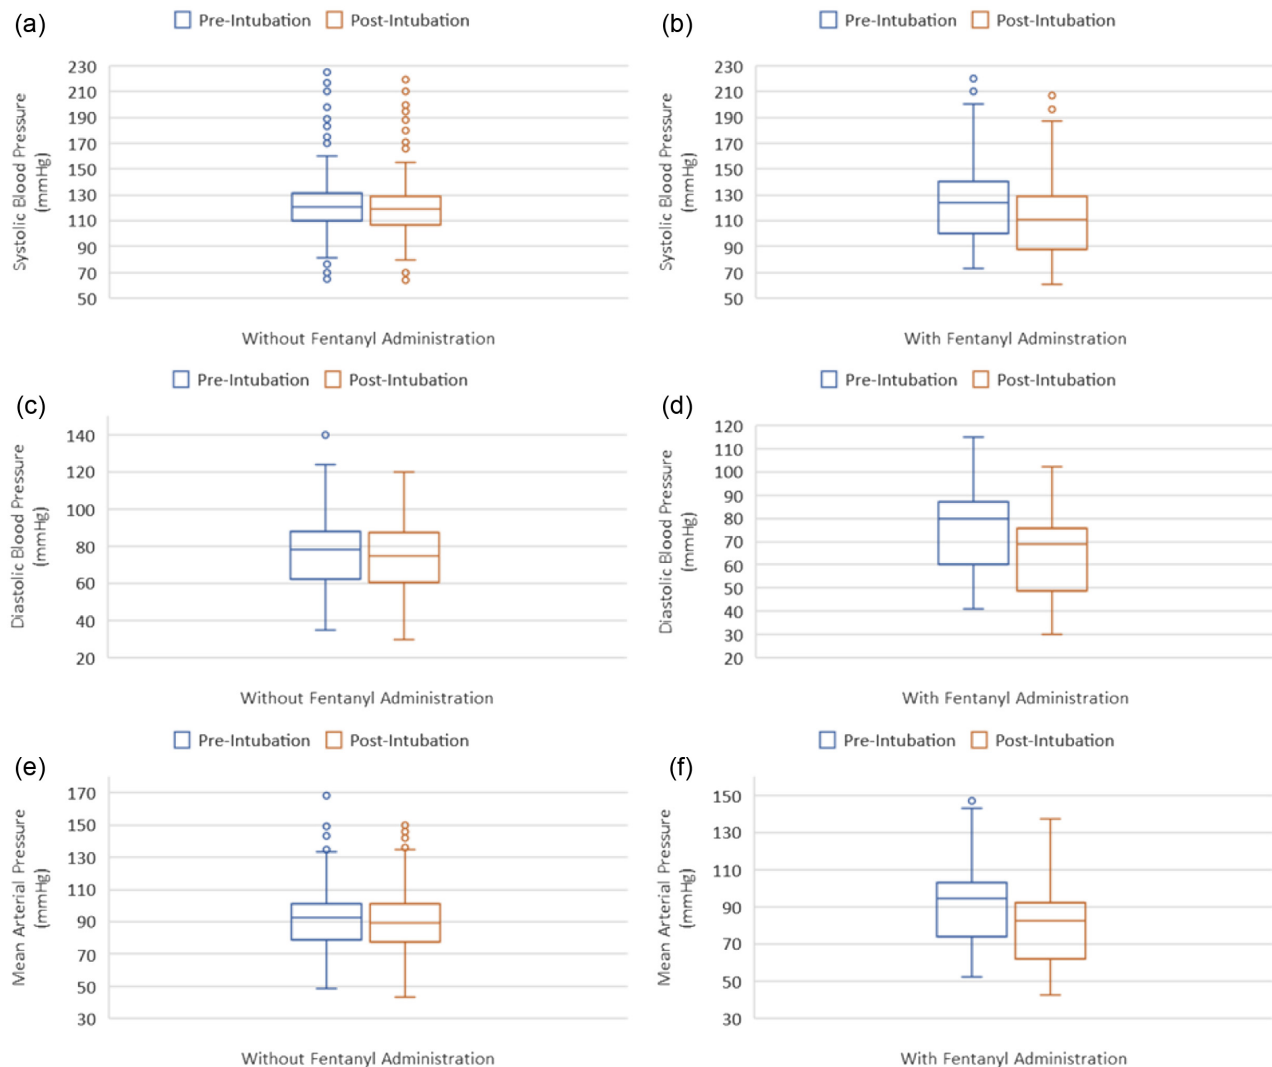 (a)
Pre-Intubation Post-Intubation
230
210
190
170
150
130
110
90
70
50
Systolic Blood Pressure
(mmHg)
Without Fentanyl Administration
(b)
Pre-Intubation Post-Intubation
230
210
190
170
150
130
110
90
70
50
Systolic Blood Pressure
(mmHg)
With Fentanyl Adminstration
(c)
Pre-Intubation Post-Intubation
140
120
100
80
60
40
20
Diastolic Blood Pressure
(mmHg)
Without Fentanyl Administration
(d)
Pre-Intubation Post-Intubation
120
110
100
90
80
70
60
50
40
30
20
Diastolic Blood Pressure
(mmHg)
With Fentanyl Administration
(e)
Pre-Intubation Post-Intubation
170
150
130
110
90
70
50
30
Mean Arterial Pressure
(mmHg)
Without Fentanyl Administration
(f)
Pre-Intubation Post-Intubation
150
130
110
90
70
50
30
Mean Arterial Pressure
(mmHg)
With Fentanyl Administration